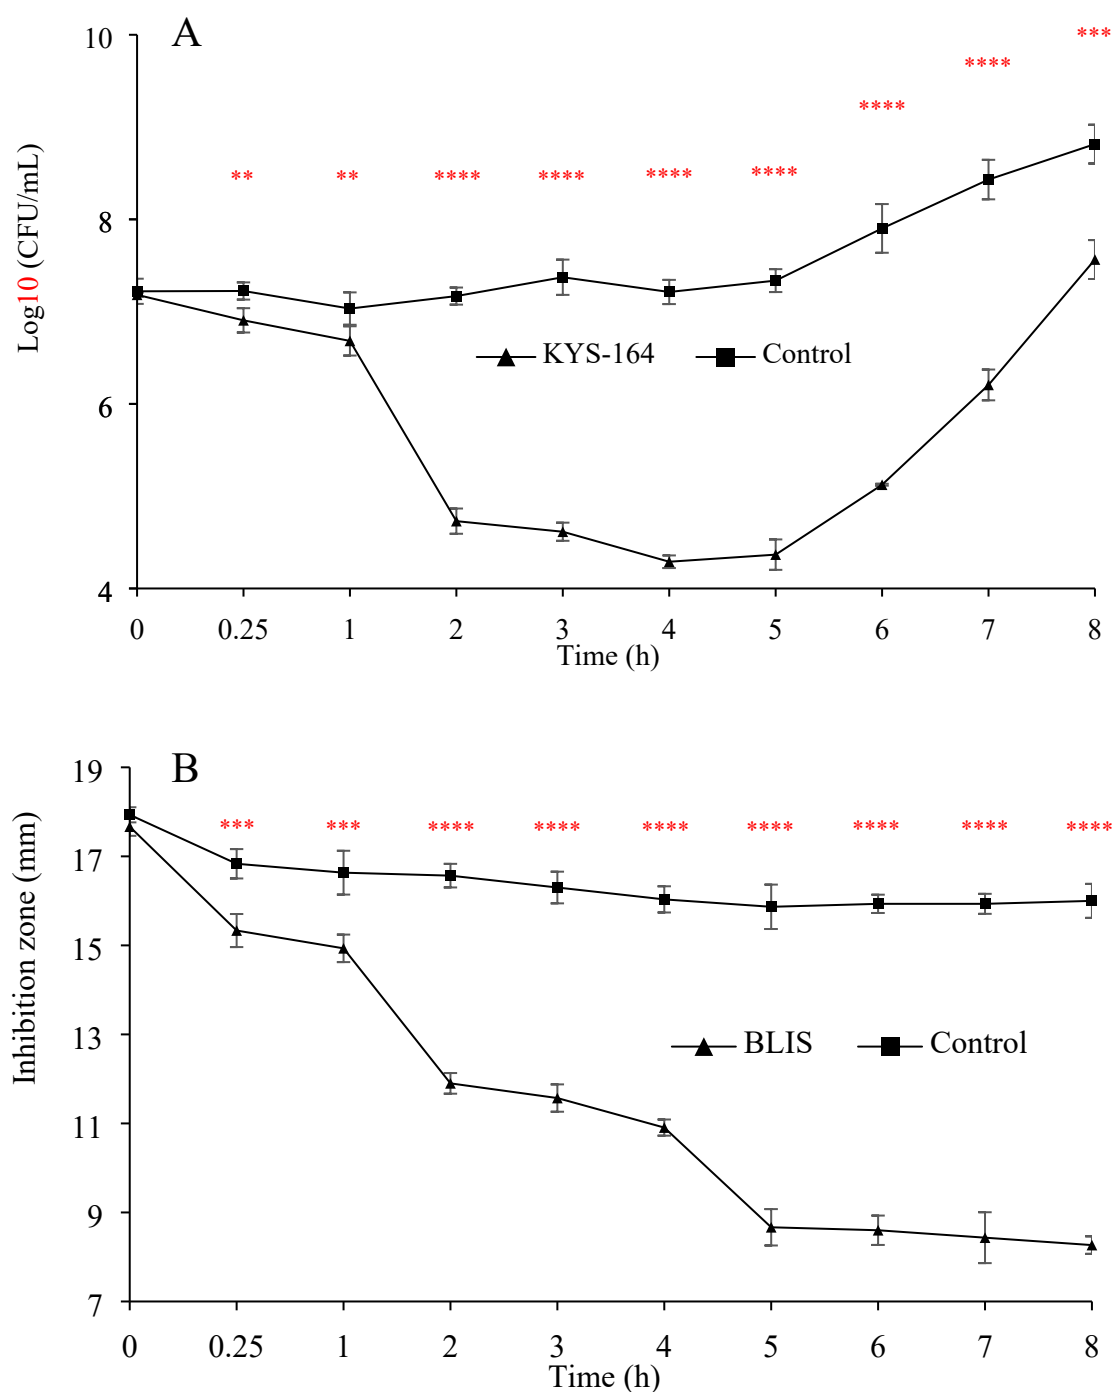 A
10
8
6
4
Log10 (CFU/mL)
** ** **** **** **** **** **** **** ***
KYS-164 Control
0 0.25 1 2 3 4 5 6 7 8
Time (h)
B
19
17
15
13
11
9
7
Inhibition zone (mm)
*** *** **** **** **** **** **** **** ****
BLIS Control
0 0.25 1 2 3 4 5 6 7 8
Time (h)